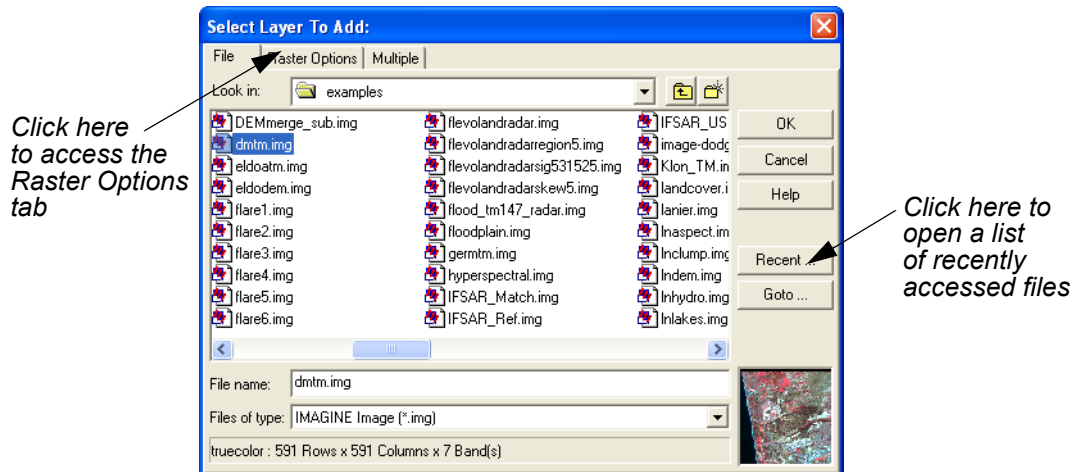 Select Layer To Add:
File Raster Options Multiple
Look in: examples
Click here
to access the
Raster Options
tab
DEMmerge_sub.img
dmtm.img
eldoatm.img
eldodem.img
flare1.img
flare2.img
flare3.img
flare4.img
flare5.img
flare6.img
flevolandradar.img
flevolandradarregion5.img
flevolandradarsig531525.img
flevolandradarskew5.img
flood_tm147_radar.img
floodplain.img
germtm.img
hyperspectral.img
IFSAR_Match.img
IFSAR_Ref.img
IFSAR_US
image-dodg
Klon_TM.in
landcover.i
lanier.img
lnaspect.im
lnclump.img
lndem.img
lnhydro.img
lnlakes.img
OK
Cancel
Help
Recent ...
Goto ...
Click here to
open a list
of recently
accessed files
File name: dmtm.img
Files of type: IMAGINE Image (*.img)
truecolor : 591 Rows x 591 Columns x 7 Band(s)